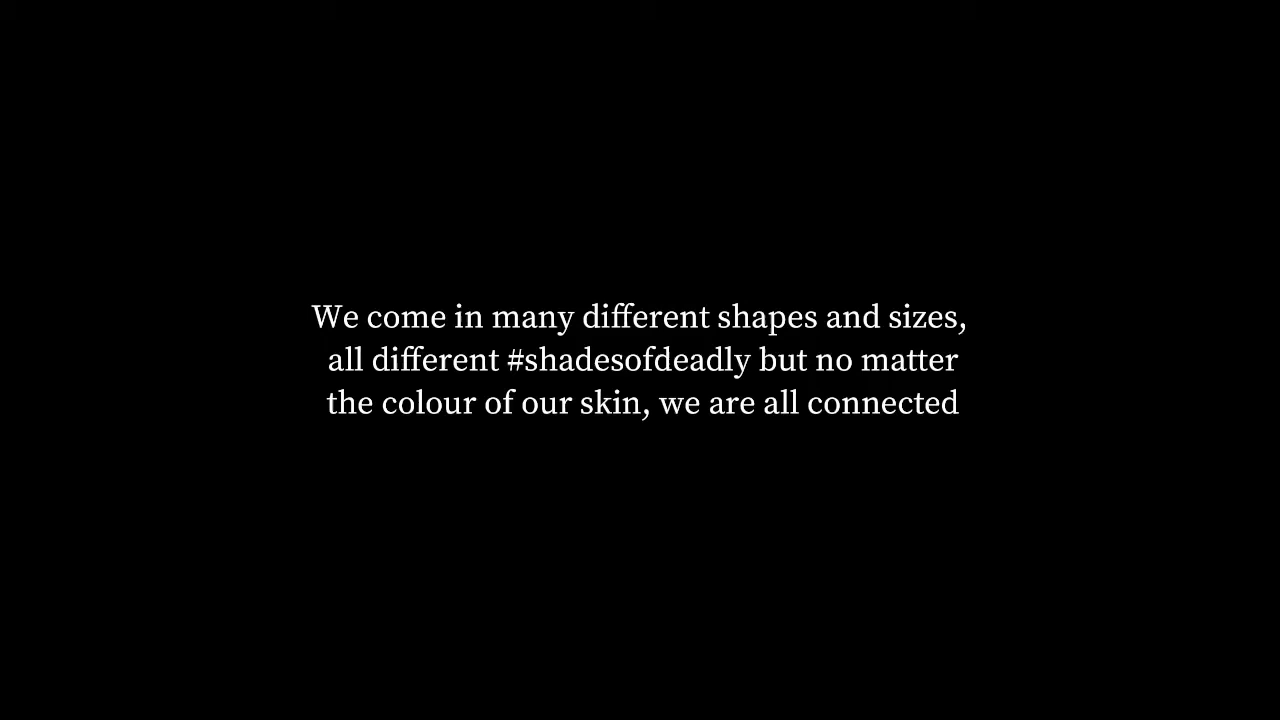 We come in many different shapes and sizes,
all different #shadesofdeadly but no matter
the colour of our skin, we are all connected